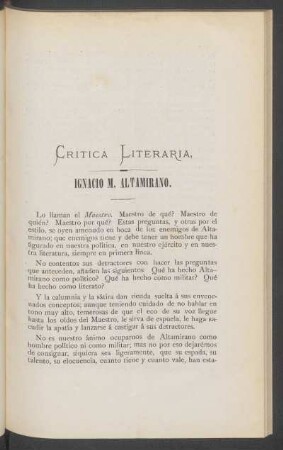 CRITICA LITERARIA.
IGNACIO M. ALTAMIRANO.
Lo llaman el Maestro. Maestro de qué? Maestro de
quién? Maestro por qué? Estas preguntas, y otras por el
estilo, se oyen amenudo en boca de los enemigos de Alta-
mirano; que enemigos tiene y debe tener un hombre que ha
figurado en nuestra política, en nuestro ejército y en nues-
tra literatura, siempre en primera línea.
No contentos sus detractores con hacer las preguntas
que anteceden, añaden las siguientes: Qué ha hecho Alta-
mirano como político? Qué ha hecho como militar? Qué
ha hecho como literato?
Y la calumnia y la sátira dan rienda suelta á sus envene-
nados conceptos; aunque teniendo cuidado de no hablar en
tono muy alto, temerosas de que el eco de su voz llegue
hasta los oídos del Maestro, le sirva de espuela, le haga sa-
cudir la apatía y lanzarse á castigar á sus detractores.
No es nuestro ánimo ocuparnos de Altamirano como
hombre político ni como militar; mas no por eso dejarémos
de consignar, siquiera sea ligeramente, que su espada, su
talento, su elocuencia, cuanto tiene y cuanto vale, han esta-